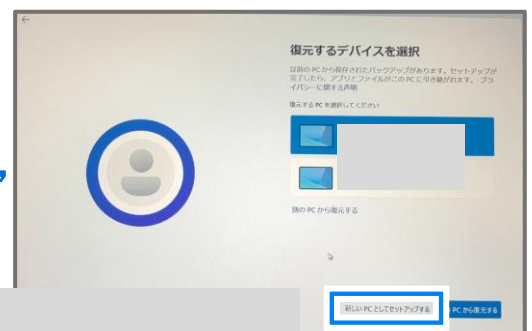 復元するデバイスを選択
以前の PC から保存されたバックアップがあります。セットアップが
完了したら、アプリとファイルがこの PC に引き継がれます。 プラ
イバシーに関する声明
復元する PC を選択してください
別の PC から復元する
新しい PC としてセットアップする
PC から復元する